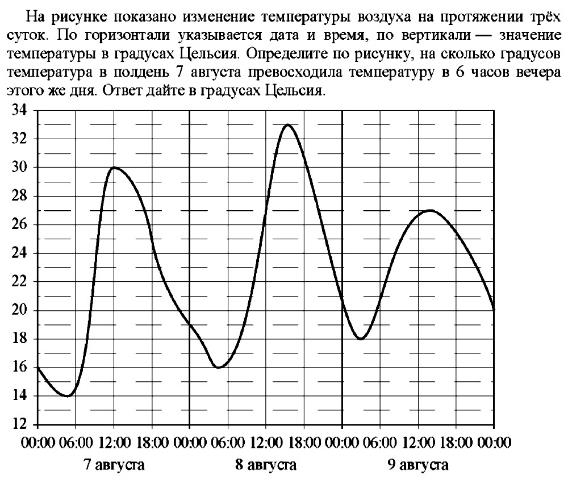 На рисунке показано изменение температуры воздуха на протяжении трёх
суток. По горизонтали указывается дата и время, по вертикали — значение
температуры в градусах Цельсия. Определите по рисунку, на сколько градусов
температура в полдень 7 августа превосходила температуру в 6 часов вечера
этого же дня. Ответ дайте в градусах Цельсия.
34
32
30
28
26
24
22
20
18
16
14
12
00:00 06:00 12:00 18:00 00:00 06:00 12:00 18:00 00:00 06:00 12:00 18:00 00:00
7 августа 8 августа 9 августа